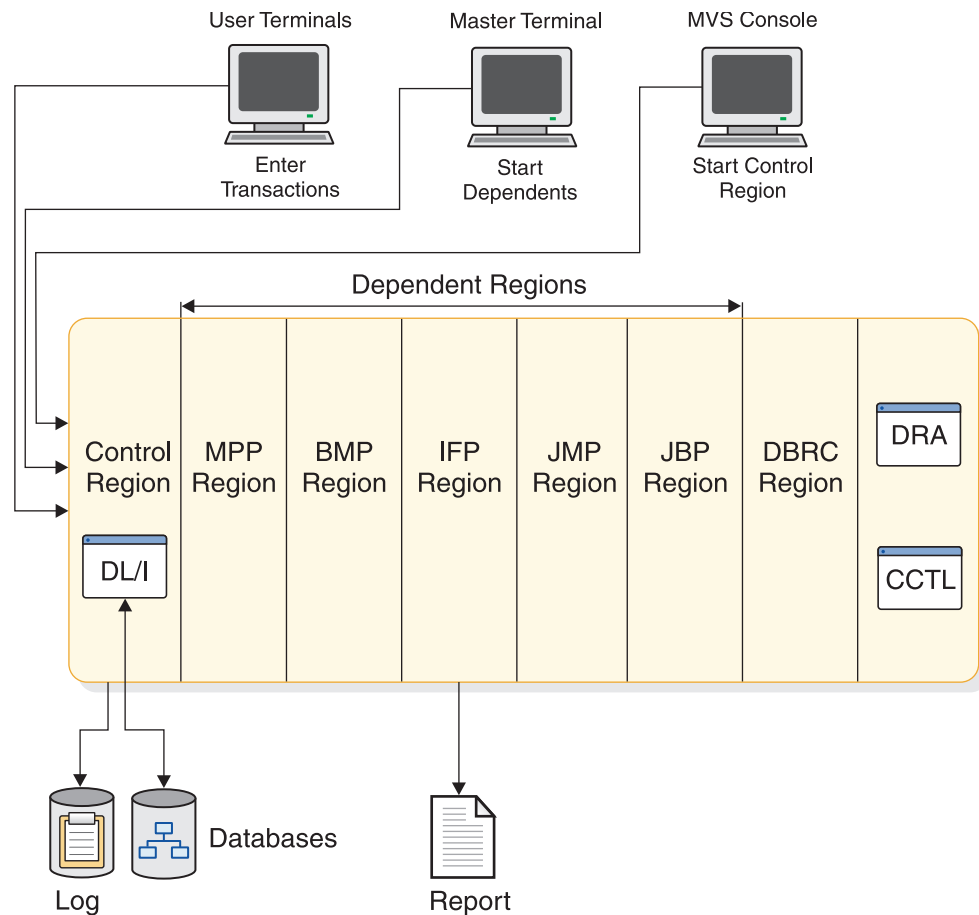 User Terminals
Master Terminal
MVS Console
Enter
Transactions
Start
Dependents
Start Control
Region
Dependent Regions
Control
Region
MPP
Region
BMP
Region
IFP
Region
JMP
Region
JBP
Region
DBRC
Region
DRA
DL/I
CCTL
Databases
Log
Report